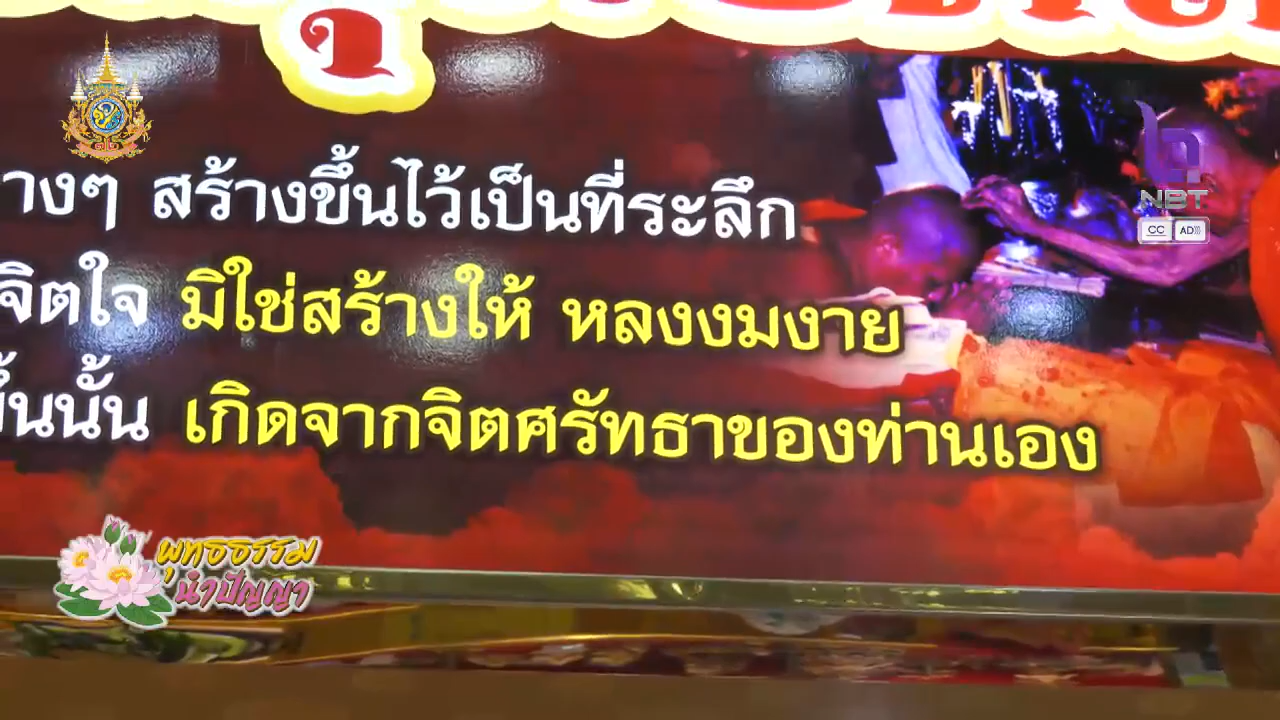 างๆ สร้างขึ้นไว้เป็นที่ระลึก
จิตใจ มิใช่สร้างให้ หลงงมงาย
นั้น เกิดจากจิตศรัทธาของท่านเอง
NBT
CC AD
พุทธธรรม
นำปัญญา